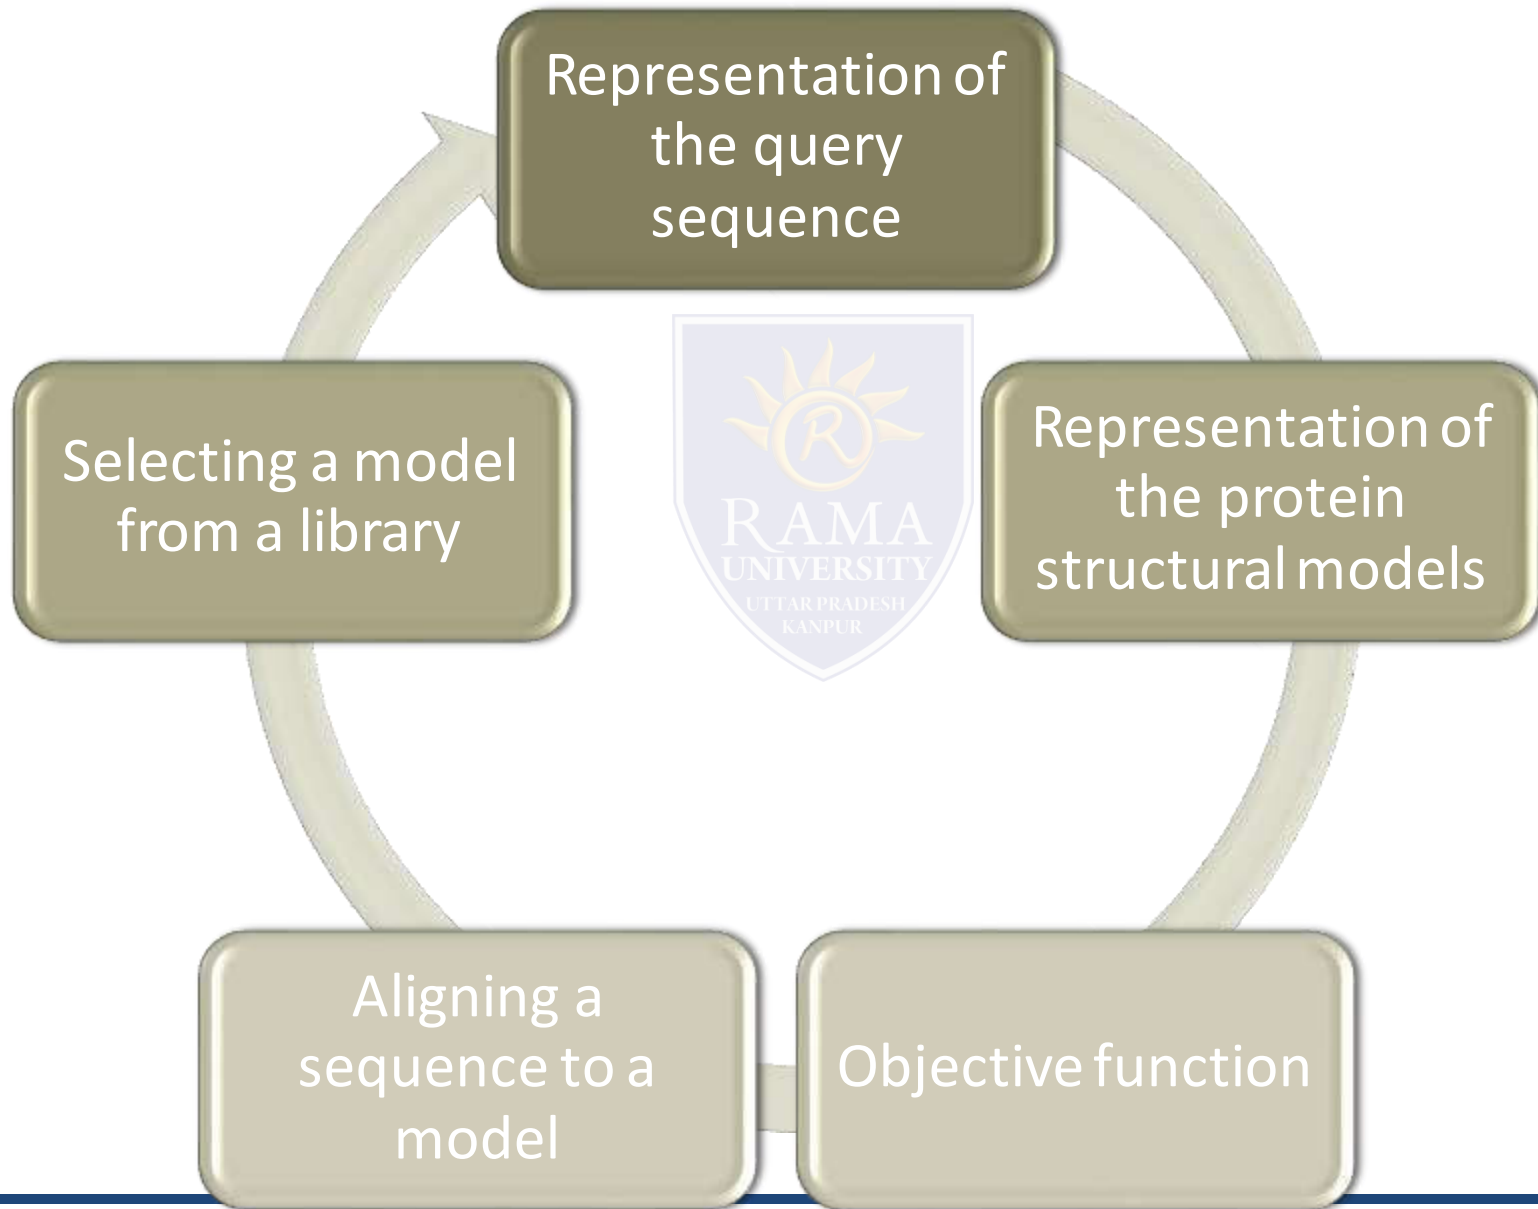 Representation of
the query
sequence
Representation of
the protein
structural models
Objective function
Aligning a
sequence to a
model
Selecting a model
from a library
R
RAMA
UNIVERSITY
UTTAR PRADESH
KANPUR